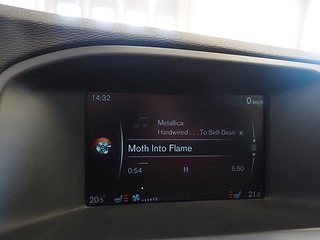 14:32
0 km/h
Metallica
Hardwired . . . To Self-Destr
Moth Into Flame
0:54
5:50
20.5°
21.0°